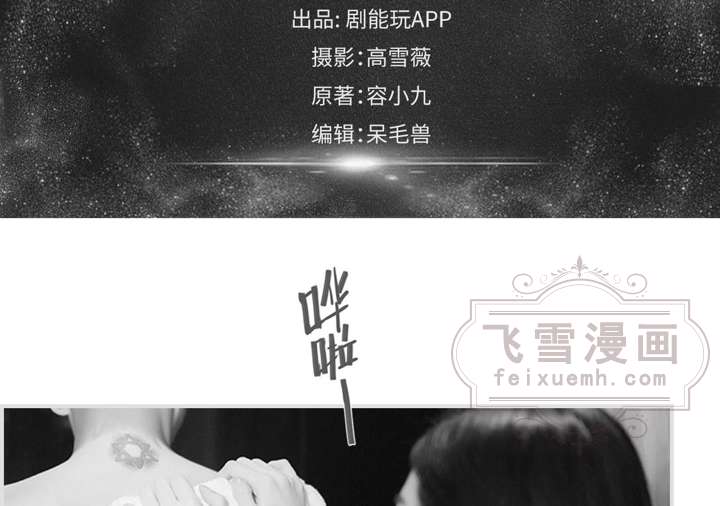 出品: 剧能玩APP
摄影: 高雪薇
原著: 容小九
编辑: 呆毛兽
哗啦—
飞雪漫画
feixuemh.com